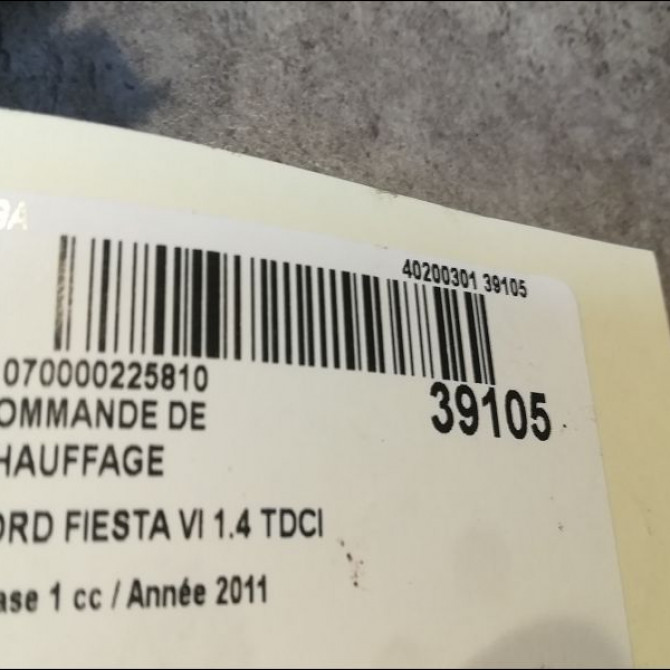 40200301 39105
070000225810
39105
OMMANDE DE
HAUFFAGE
ORD FIESTA VI 1.4 TDCI
ase 1 cc / Année 2011